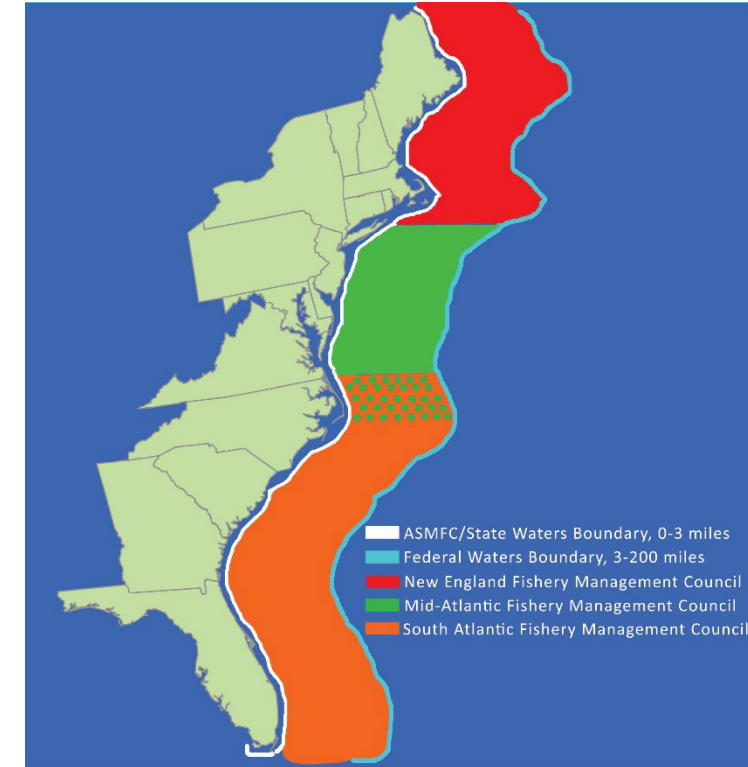 ASMFC/State Waters Boundary, 0-3 miles
Federal Waters Boundary, 3-200 miles
New England Fishery Management Council
Mid-Atlantic Fishery Management Council
South Atlantic Fishery Management Council